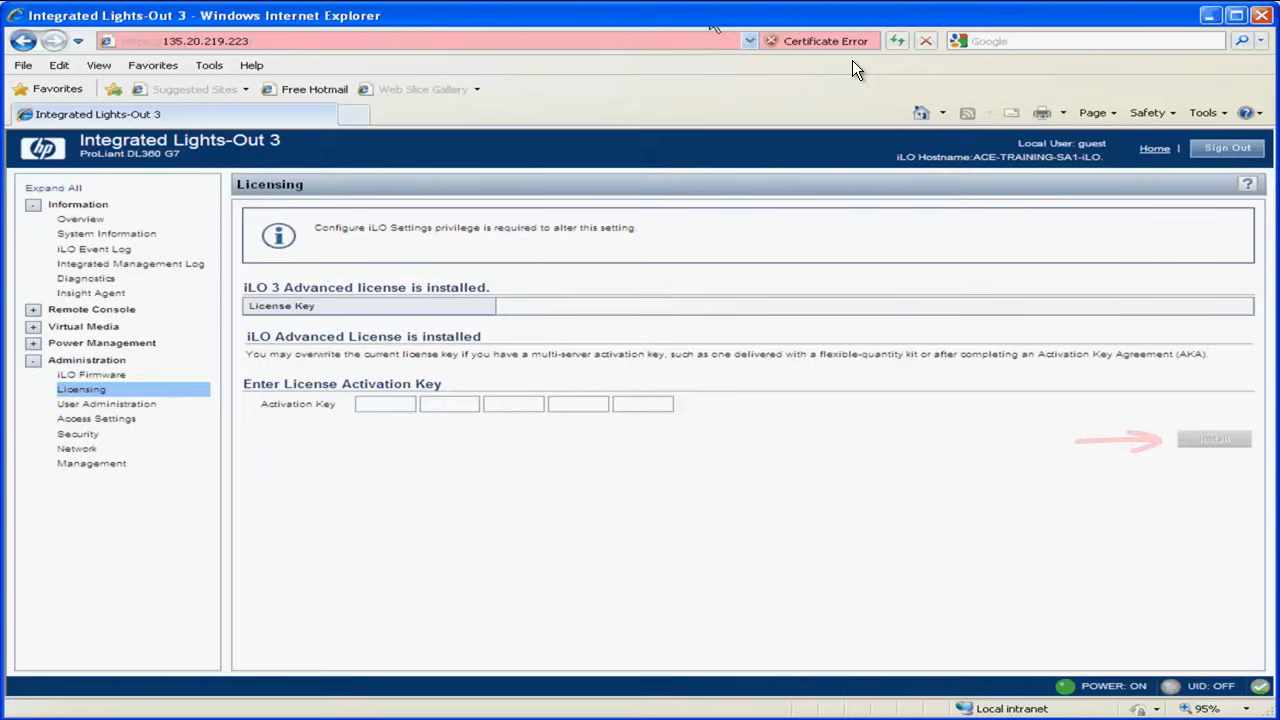 Integrated Lights-Out 3 - Windows Internet Explorer
135.20.219.223
Certificate Error
Google
File Edit View Favorites Tools Help
Favorites
Suggested Sites
Free Hotmail
Web Slice Gallery
Integrated Lights-Out 3
Page
Safety
Tools
hp
Integrated Lights-Out 3
ProLiant DL360 G7
Local User: guest
iLO Hostname:ACE-TRAINING-SA1-iLO.
Home |
Sign Out
Expand All
Information
Overview
System Information
iLO Event Log
Integrated Management Log
Diagnostics
Insight Agent
Remote Console
Virtual Media
Power Management
Administration
iLO Firmware
Licensing
User Administration
Access Settings
Security
Network
Management
Licensing
?
Configure iLO Settings privilege is required to alter this setting.
iLO 3 Advanced license is installed.
License Key
iLO Advanced License is installed
You may overwrite the current license key if you have a multi-server activation key, such as one delivered with a flexible-quantity kit or after completing an Activation Key Agreement (AKA).
Enter License Activation Key
Activation Key
Install
POWER: ON
UID: OFF
Local intranet
95%